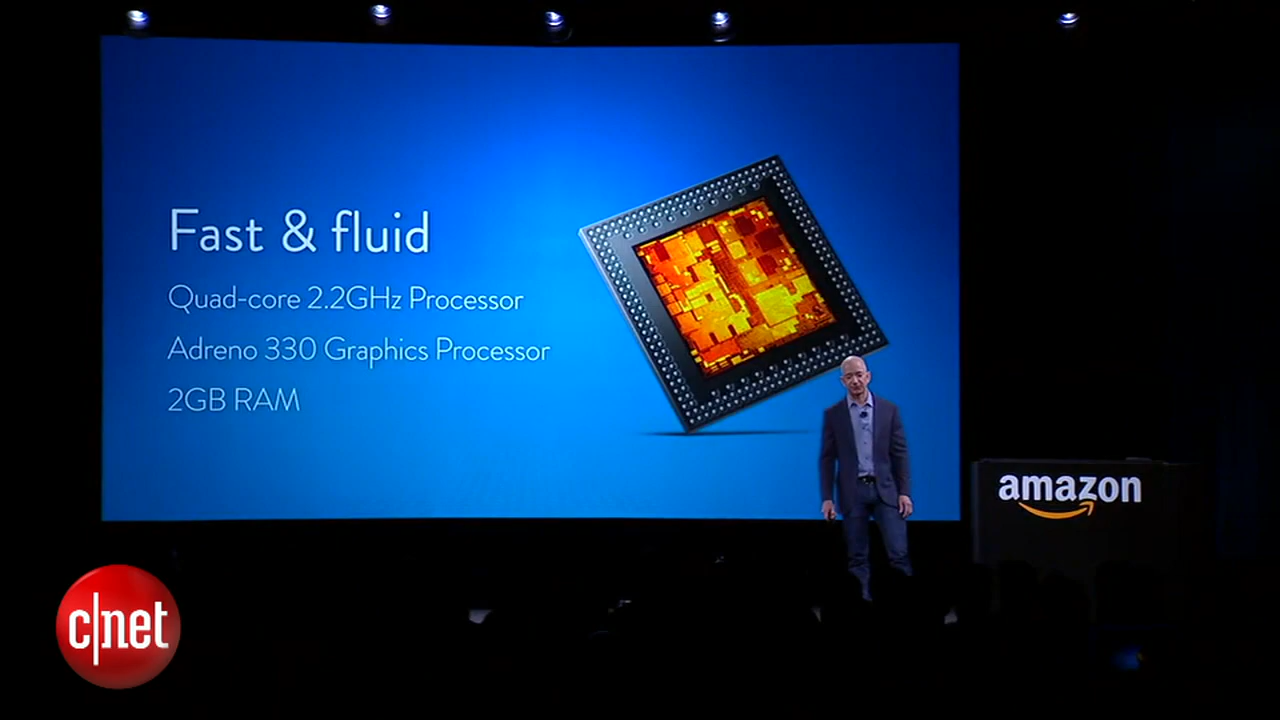 Fast & fluid
Quad-core 2.2GHz Processor
Adreno 330 Graphics Processor
2GB RAM
amazon
c|net